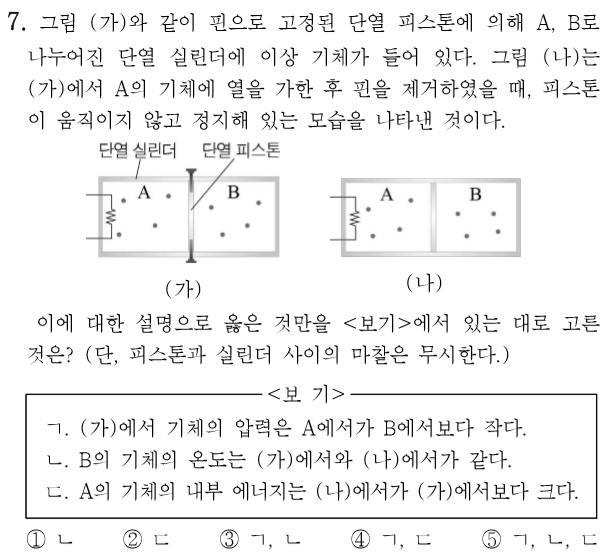 7. 그림 (가)와 같이 핀으로 고정된 단열 피스톤에 의해 A, B로
나누어진 단열 실린더에 이상 기체가 들어 있다. 그림 (나)는
(가)에서 A의 기체에 열을 가한 후 핀을 제거하였을 때, 피스톤
이 움직이지 않고 정지해 있는 모습을 나타낸 것이다.
단열 실린더 단열 피스톤
A B
A B
(가)
(나)
이에 대한 설명으로 옳은 것만을 <보기>에서 있는 대로 고른
것은? (단, 피스톤과 실린더 사이의 마찰은 무시한다.)
<보 기>
ㄱ. (가)에서 기체의 압력은 A에서가 B에서보다 작다.
ㄴ. B의 기체의 온도는 (가)에서와 (나)에서가 같다.
ㄷ. A의 기체의 내부 에너지는 (나)에서가 (가)에서보다 크다.
① ㄴ ② ㄷ ③ ㄱ, ㄴ ④ ㄱ, ㄷ ⑤ ㄱ, ㄴ, ㄷ